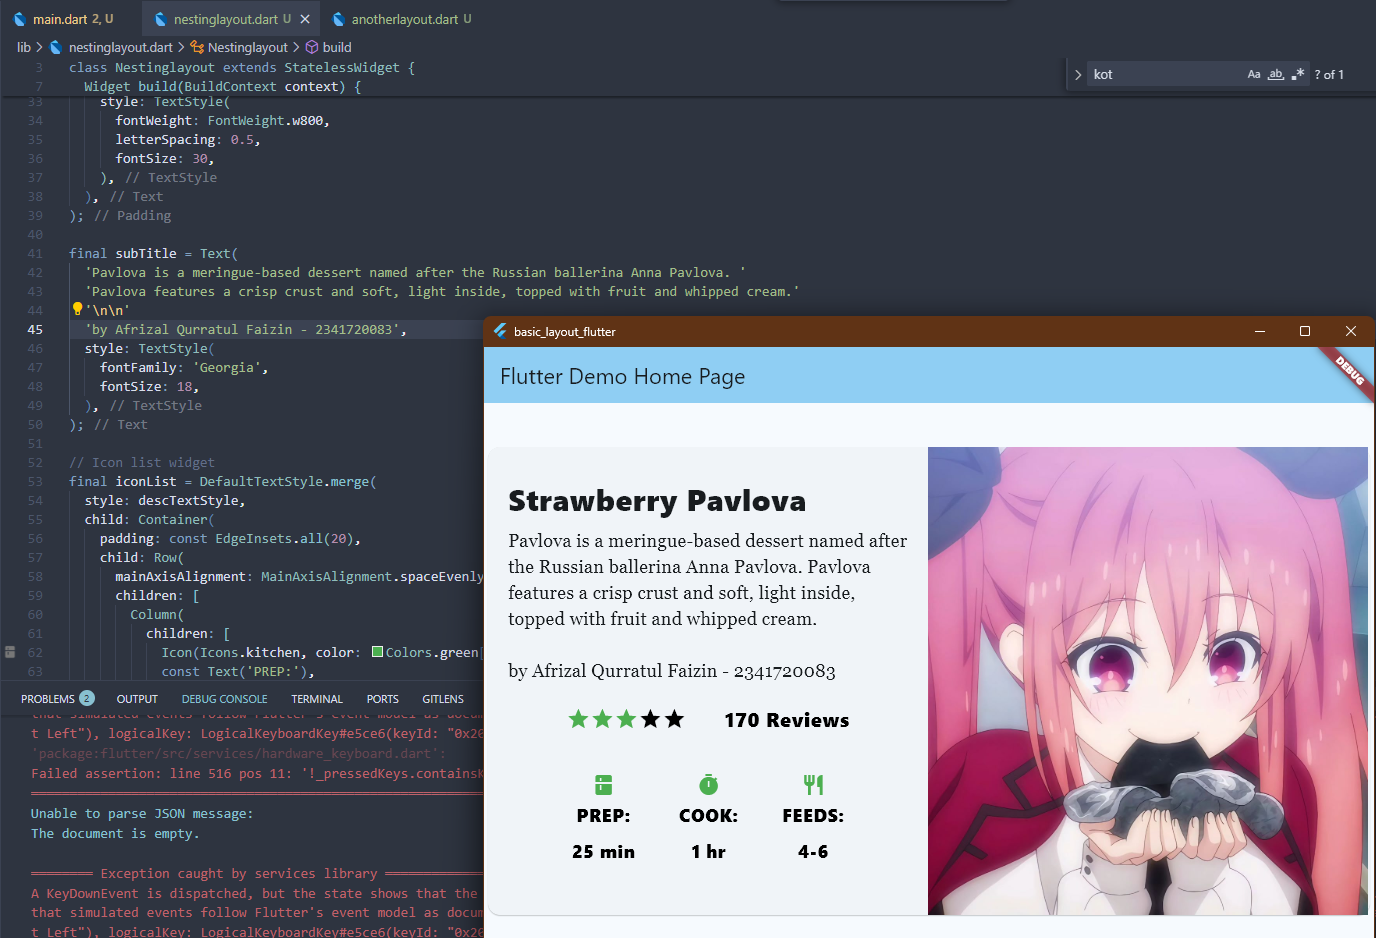 main.dart 2, U
nestinglayout.dart U
anotherlayout.dart U
lib > nestinglayout.dart > Nestinglayout > build
kot
Aa ab .* ? of 1
3 class Nestinglayout extends StatelessWidget {
7 Widget build(BuildContext context) {
33 style: TextStyle(
34 fontWeight: FontWeight.w800,
35 letterSpacing: 0.5,
36 fontSize: 30,
37 ), // TextStyle
38 ), // Text
39 ); // Padding
40
41 final subTitle = Text(
42 'Pavlova is a meringue-based dessert named after the Russian ballerina Anna Pavlova. '
43 'Pavlova features a crisp crust and soft, light inside, topped with fruit and whipped cream.'
44 '\n\n'
45 'by Afrizal Qurratul Faizin - 2341720083',
46 style: TextStyle(
47 fontFamily: 'Georgia',
48 fontSize: 18,
49 ), // TextStyle
50 ); // Text
51
52 // Icon list widget
53 final iconList = DefaultTextStyle.merge(
54 style: descTextStyle,
55 child: Container(
56 padding: const EdgeInsets.all(20),
57 child: Row(
58 mainAxisAlignment: MainAxisAlignment.spaceEvenly
59 children: [
60 Column(
61 children: [
62 Icon(Icons.kitchen, color: Colors.green[
63 const Text('PREP:'),
PROBLEMS 2 OUTPUT DEBUG CONSOLE TERMINAL PORTS GITLENS
that simulated events follow Flutter's event model as docum
t Left"), logicalKey: LogicalKeyboardKey#e5ce6(keyId: "0x20
'package:flutter/src/services/hardware_keyboard.dart':
Failed assertion: line 516 pos 11: '!_pressedKeys.containsK
Unable to parse JSON message:
The document is empty.
Exception caught by services library
A KeyDownEvent is dispatched, but the state shows that the
that simulated events follow Flutter's event model as docum
t Left"), logicalKey: LogicalKeyboardKey#e5ce6(keyId: "0x20
basic_layout_flutter
Flutter Demo Home Page
DEBUG
Strawberry Pavlova
Pavlova is a meringue-based dessert named after
the Russian ballerina Anna Pavlova. Pavlova
features a crisp crust and soft, light inside,
topped with fruit and whipped cream.
by Afrizal Qurratul Faizin - 2341720083
170 Reviews
PREP: COOK: FEEDS:
25 min 1 hr 4-6